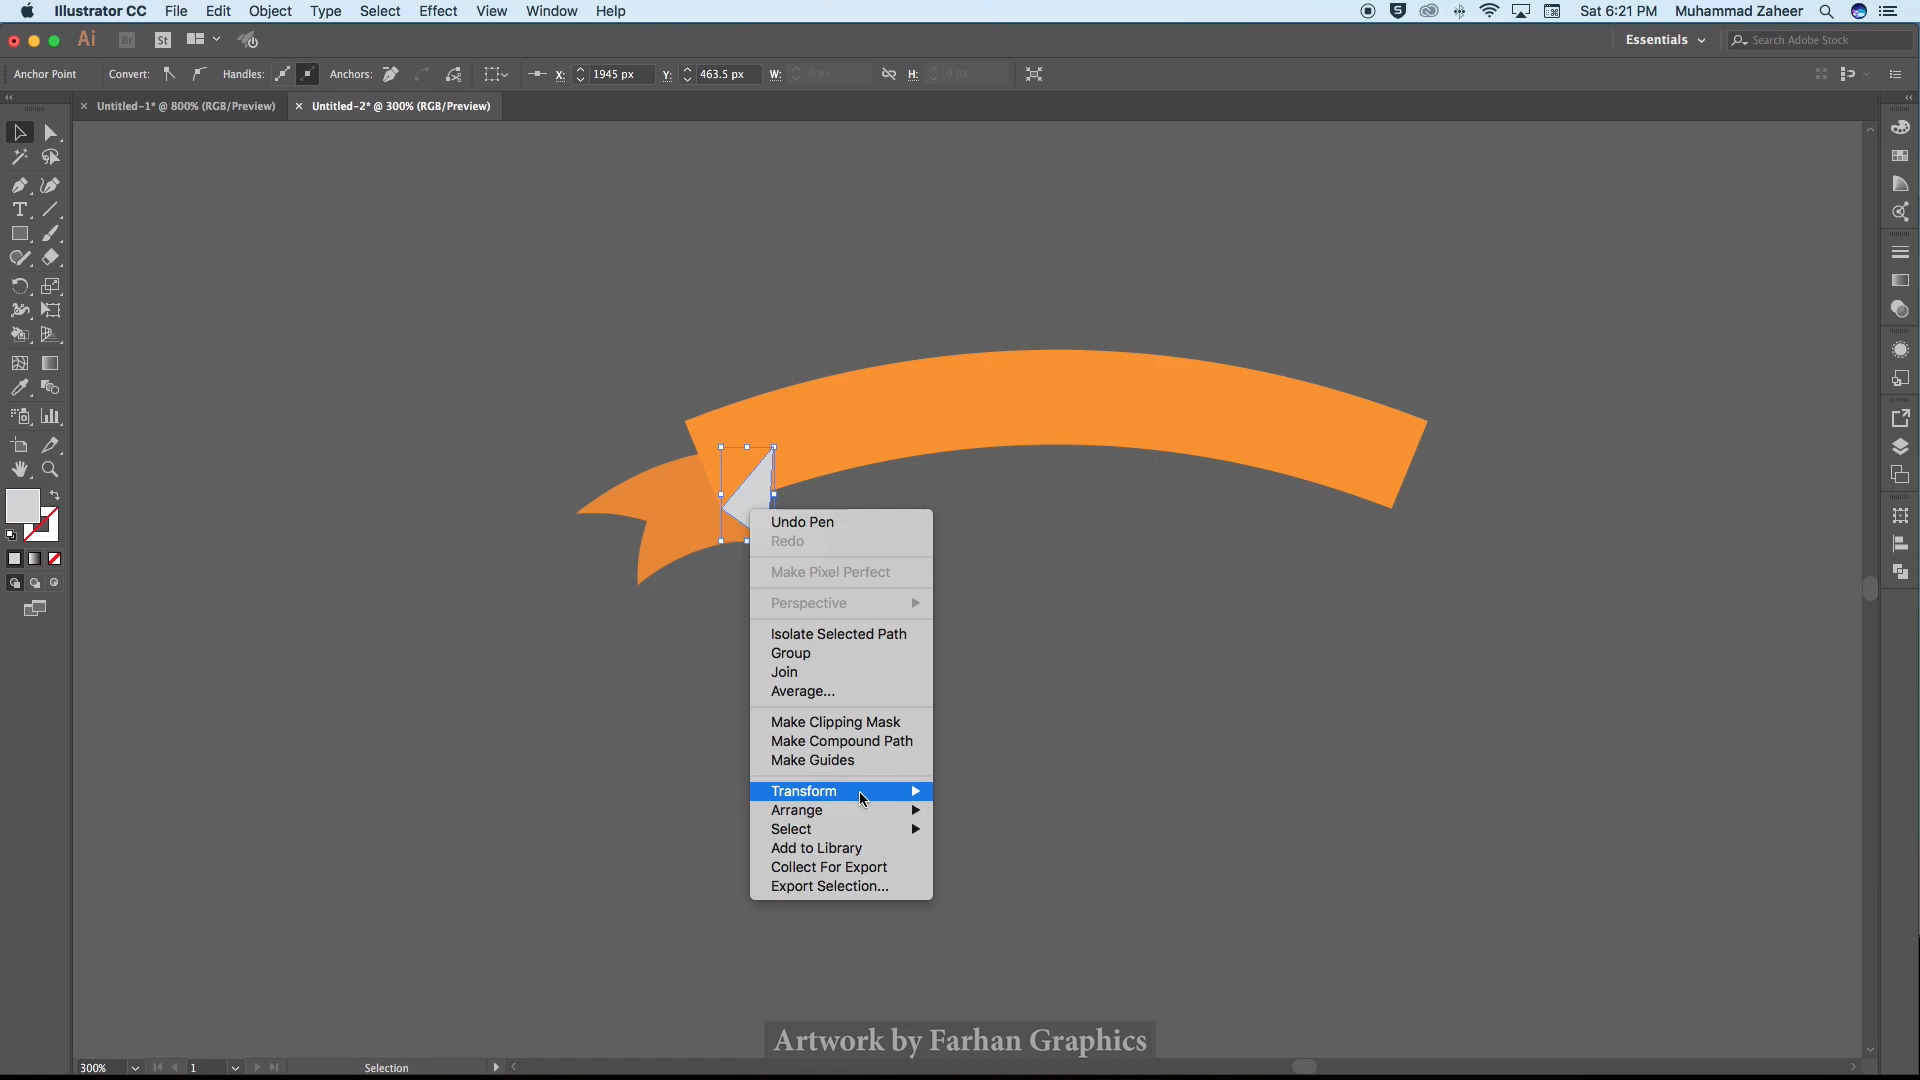 Illustrator CC File Edit Object Type Select Effect View Window Help Sat 6:21 PM Muhammad Zaheer
Ai Br St Essentials Search Adobe Stock
Anchor Point Convert: Handles: Anchors: X: 1945 px Y: 463.5 px W: 0 px H: 0 px
Untitled-1* @ 800% (RGB/Preview) Untitled-2* @ 300% (RGB/Preview)
Undo Pen
Redo
Make Pixel Perfect
Perspective
Isolate Selected Path
Group
Join
Average...
Make Clipping Mask
Make Compound Path
Make Guides
Transform
Arrange
Select
Add to Library
Collect For Export
Export Selection...
Artwork by Farhan Graphics
300% 1 Selection